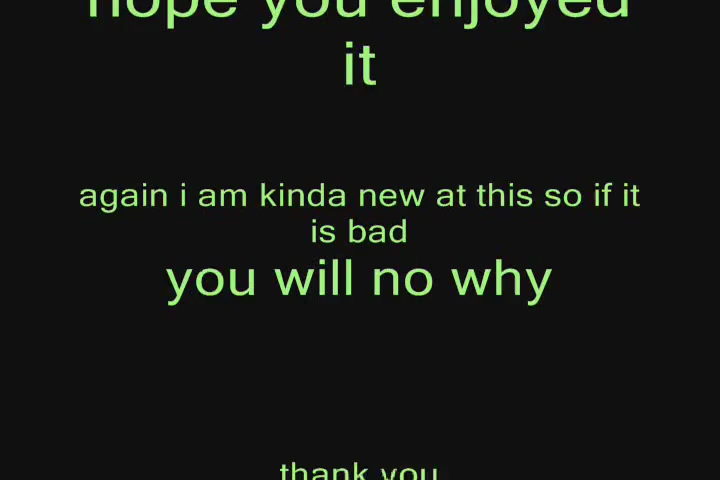 hope you enjoyed
it
again i am kinda new at this so if it
is bad
you will no why
thank you